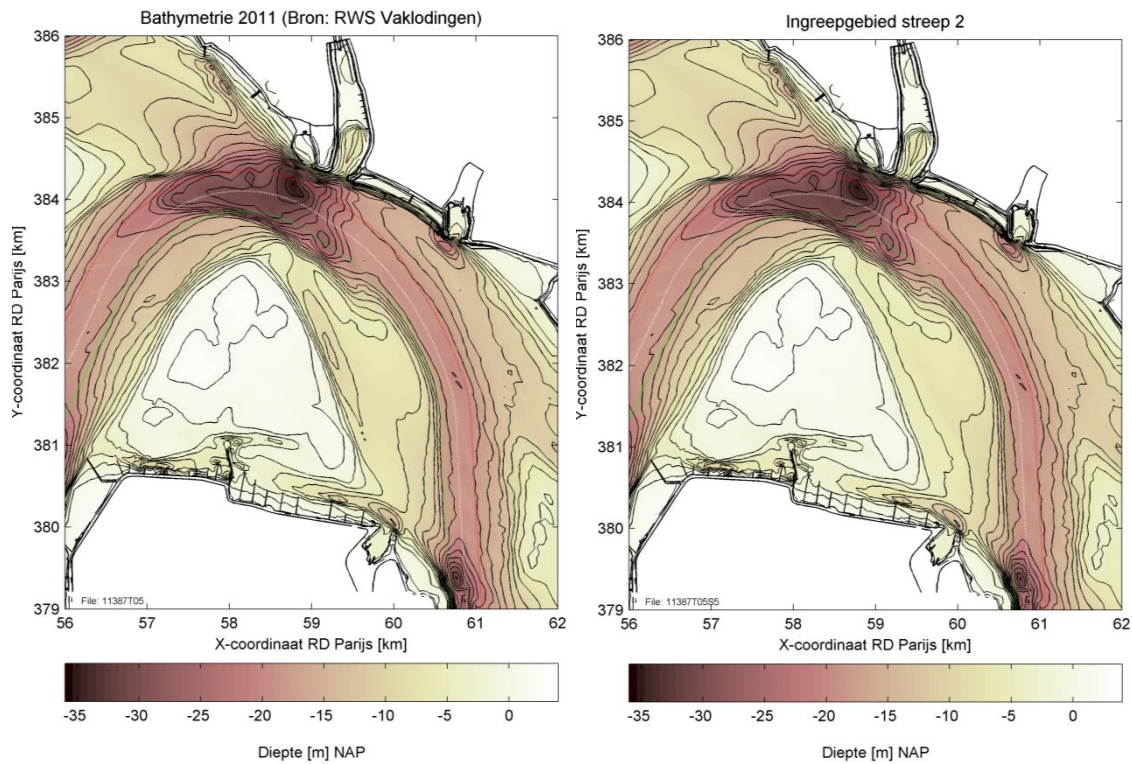 Bathymetrie 2011 (Bron: RWS Vaklodingen)
386
385
384
383
382
381
380
379
Y-coordinaat RD Parijs [km]
File: 11387T05
56 57 58 59 60 61 62
X-coordinaat RD Parijs [km]
-35 -30 -25 -20 -15 -10 -5 0
Diepte [m] NAP
Ingreepgebied streep 2
386
385
384
383
382
381
380
379
Y-coordinaat RD Parijs [km]
File: 11387T05S5
56 57 58 59 60 61 62
X-coordinaat RD Parijs [km]
-35 -30 -25 -20 -15 -10 -5 0
Diepte [m] NAP